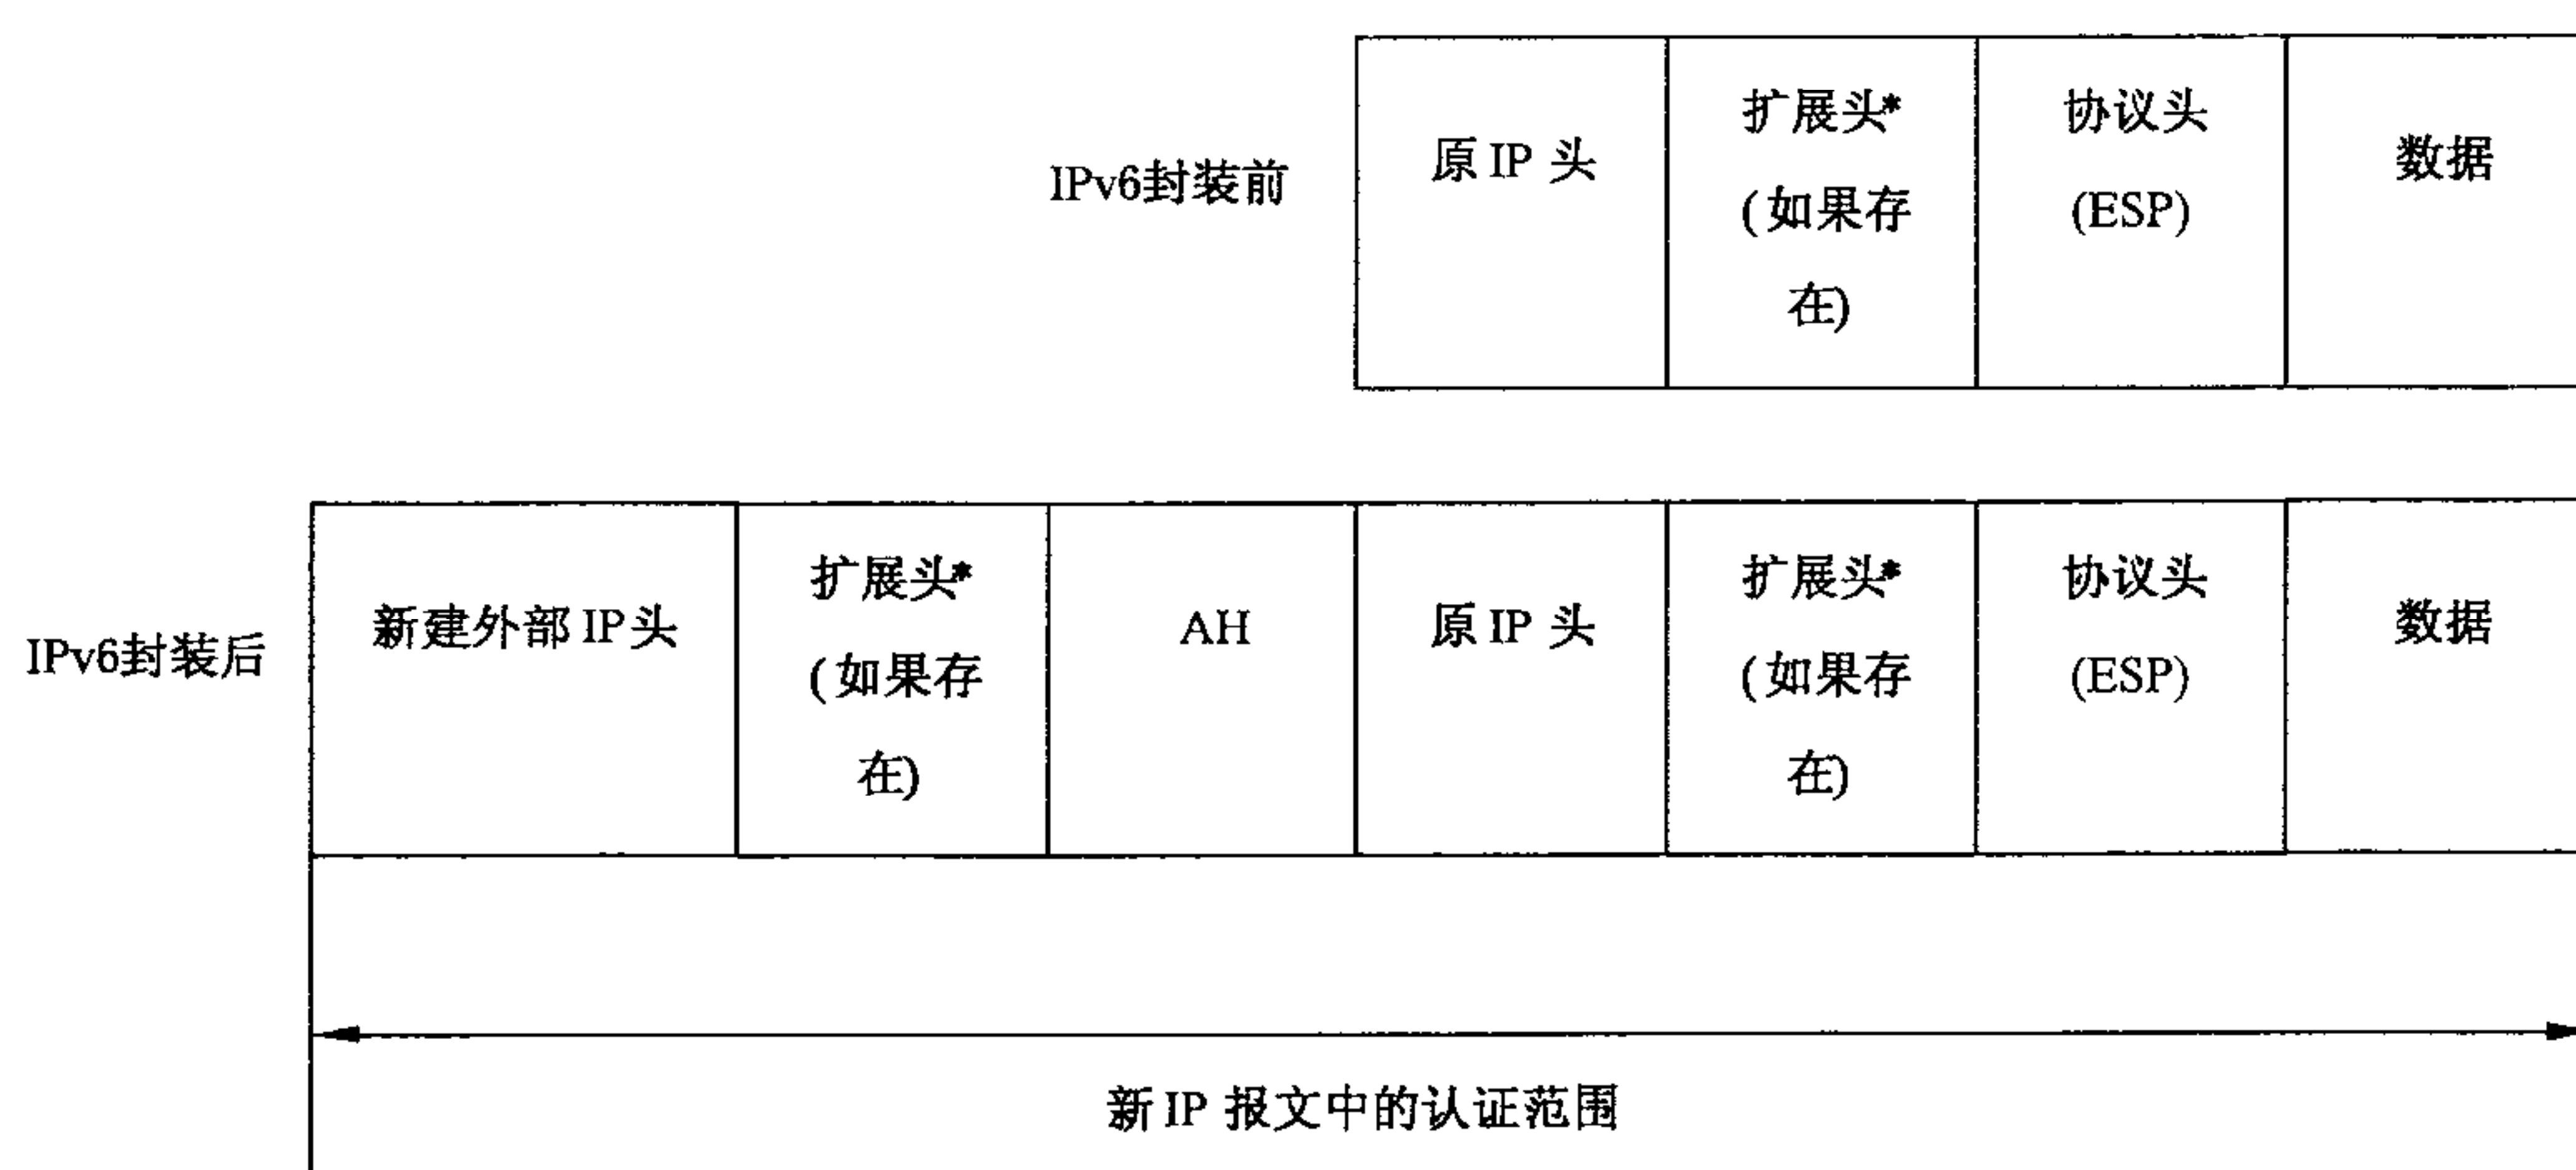 IPv6封装前
原 IP 头
扩展头*
(如果存
在)
协议头
(ESP)
数据
IPv6封装后
新建外部 IP头
扩展头*
(如果存
在)
AH
原 IP 头
扩展头*
(如果存
在)
协议头
(ESP)
数据
新 IP 报文中的认证范围